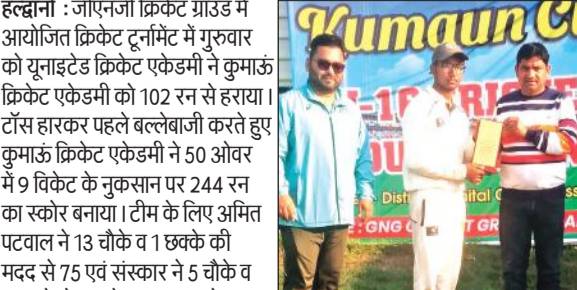 हल्द्वानी : जीएनजी क्रिकेट ग्राउंड में
आयोजित क्रिकेट टूर्नामेंट में गुरुवार
को यूनाइटेड क्रिकेट एकेडमी ने कुमाऊं
क्रिकेट एकेडमी को 102 रन से हराया।
टॉस हारकर पहले बल्लेबाजी करते हुए
कुमाऊं क्रिकेट एकेडमी ने 50 ओवर
में 9 विकेट के नुकसान पर 244 रन
का स्कोर बनाया। टीम के लिए अमित
पटवाल ने 13 चौके व 1 छक्के की
मदद से 75 एवं संस्कार ने 5 चौके व
Kumaun